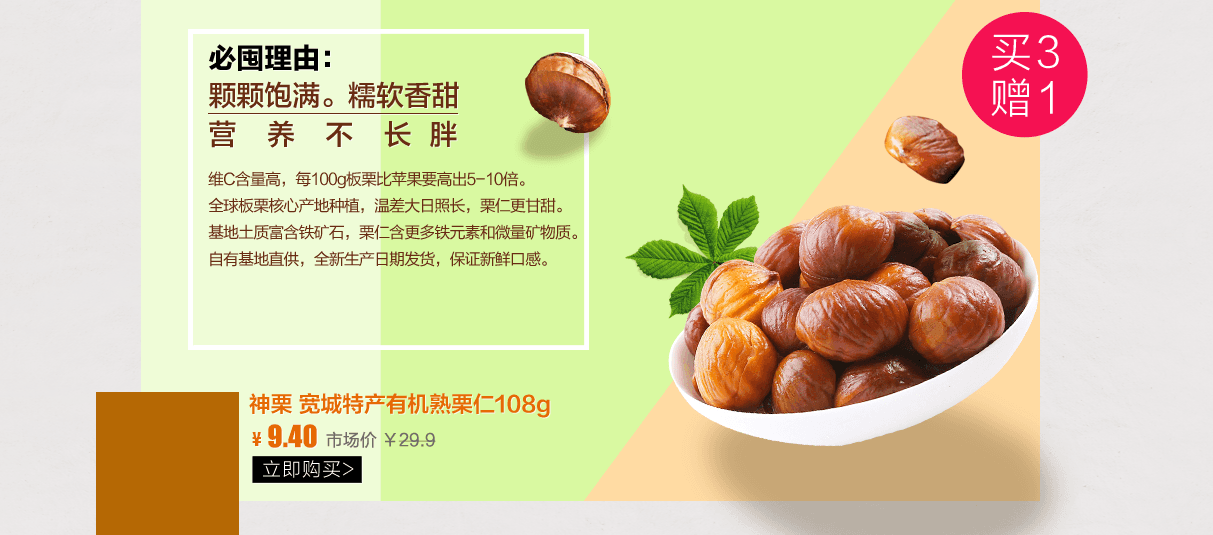 必囤理由：
颗颗饱满。糯软香甜
营养不长胖
维C含量高，每100g板栗比苹果要高出5-10倍。
全球板栗核心产地种植，温差大日照长，栗仁更甘甜。
基地土质富含铁矿石，栗仁含更多铁元素和微量矿物质。
自有基地直供，全新生产日期发货，保证新鲜口感。
买3
赠1
神栗 宽城特产有机熟栗仁108g
¥ 9.40 市场价 ￥29.9
立即购买>